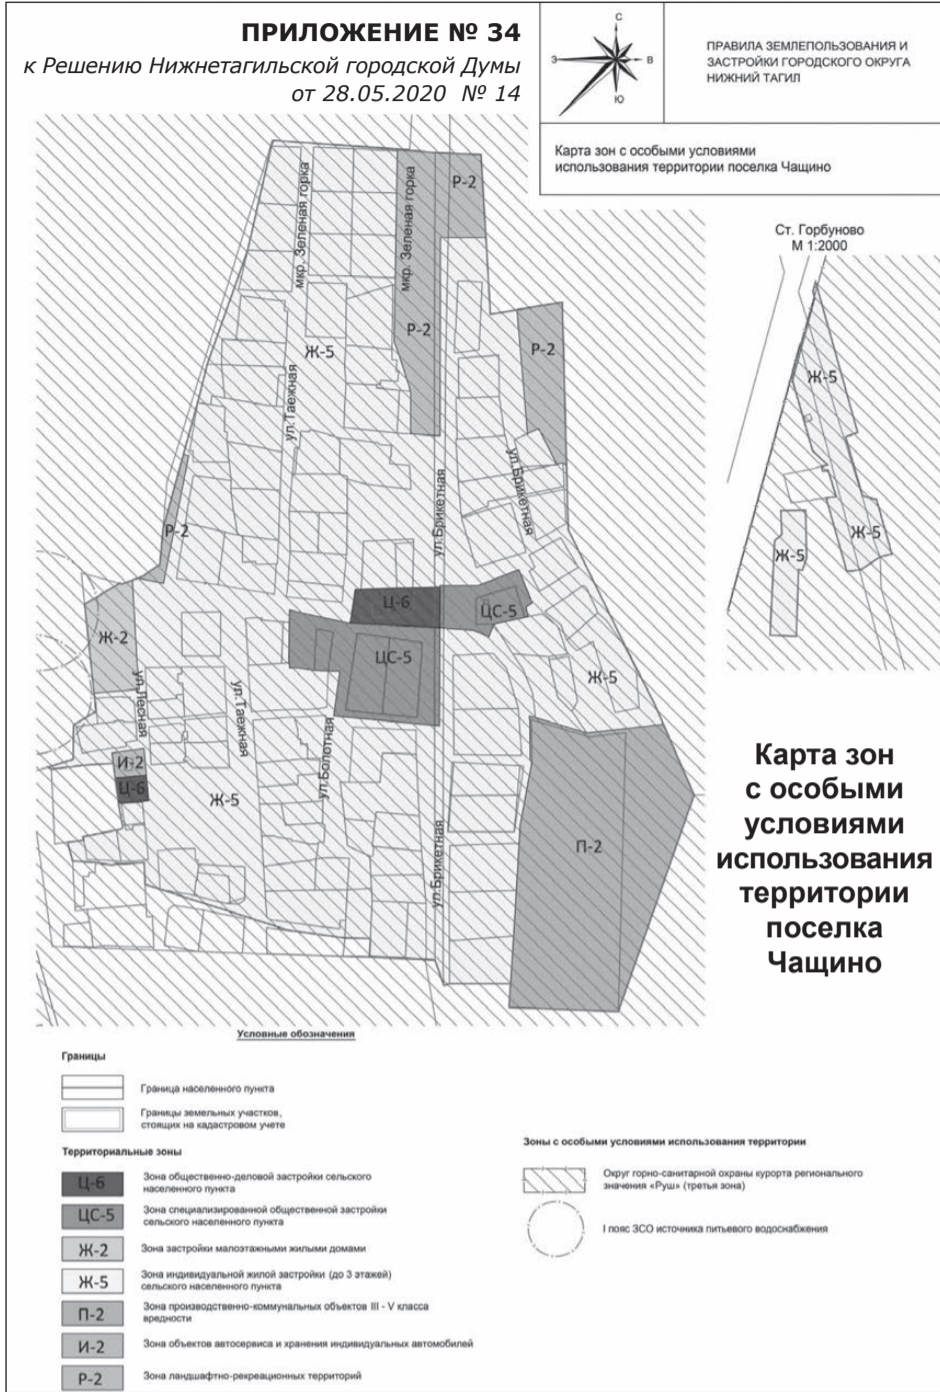 ПРИЛОЖЕНИЕ № 34
к Решению Нижнетагильской городской Думы
от 28.05.2020 № 14
С
З
В
Ю
ПРАВИЛА ЗЕМЛЕПОЛЬЗОВАНИЯ И
ЗАСТРОЙКИ ГОРОДСКОГО ОКРУГА
НИЖНИЙ ТАГИЛ
Карта зон с особыми условиями
использования территории поселка Чащино
Ст. Горбуново
М 1:2000
Ж-5
Ж-5
Ж-5
мкр. Зеленая горка
мкр. Зеленая горка
Р-2
Р-2
Р-2
Ж-5
ул.Таежная
ул.Брикетная
ул.Брикетная
Р-2
Ц-6
ЦС-5
ЦС-5
Ж-2
Ж-5
ул.Лесная
ул.Таежная
ул.Болотная
И-2
Ц-6
Ж-5
ул.Брикетная
П-2
Карта зон
с особыми
условиями
использования
территории
поселка
Чащино
Условные обозначения
Границы
Граница населенного пункта
Границы земельных участков,
стоящих на кадастровом учете
Территориальные зоны
Ц-6
Зона общественно-деловой застройки сельского
населенного пункта
ЦС-5
Зона специализированной общественной застройки
сельского населенного пункта
Ж-2
Зона застройки малоэтажными жилыми домами
Ж-5
Зона индивидуальной жилой застройки (до 3 этажей)
сельского населенного пункта
П-2
Зона производственно-коммунальных объектов III - V класса
вредности
И-2
Зона объектов автосервиса и хранения индивидуальных автомобилей
Р-2
Зона ландшафтно-рекреационных территорий
Зоны с особыми условиями использования территории
Округ горно-санитарной охраны курорта регионального
значения «Руш» (третья зона)
I пояс ЗСО источника питьевого водоснабжения